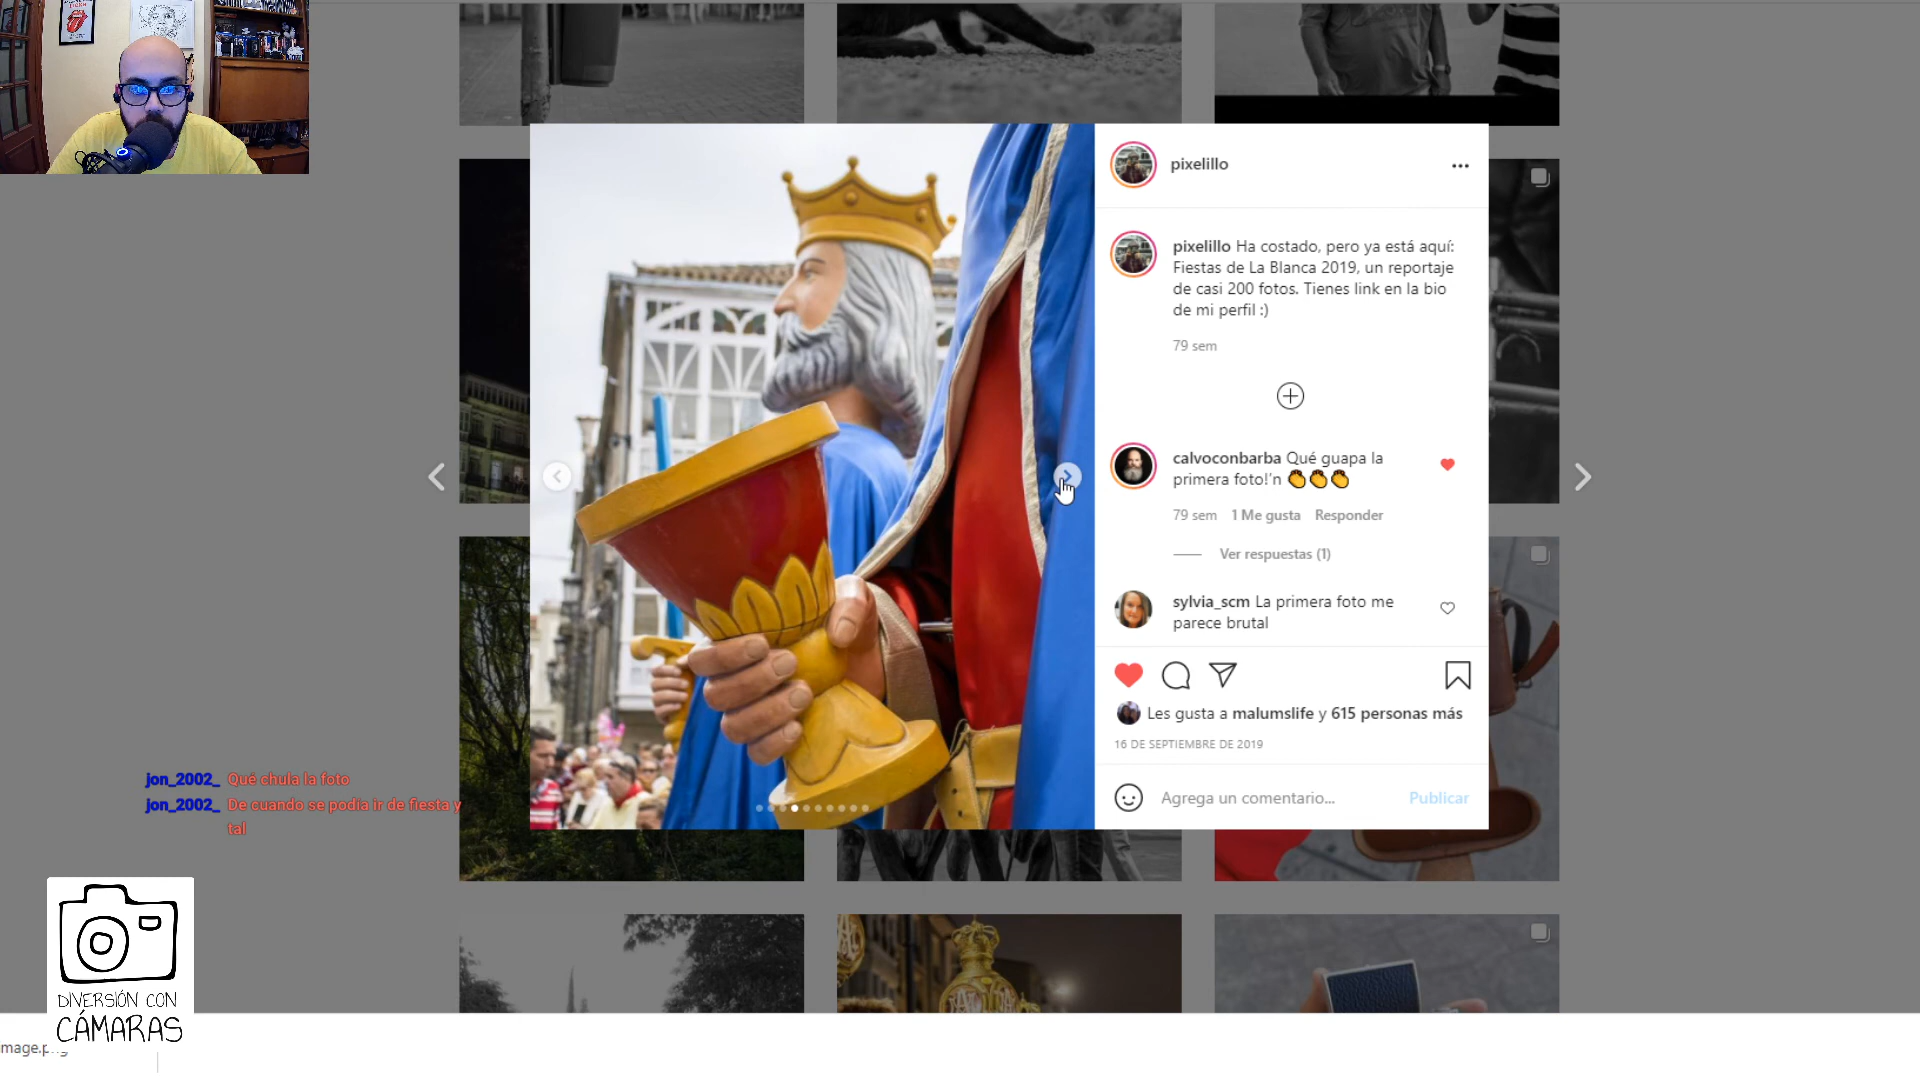 pixelillo
pixelillo Ha costado, pero ya está aquí:
Fiestas de La Blanca 2019, un reportaje
de casi 200 fotos. Tienes link en la bio
de mi perfil :)
79 sem
calvoconbarba Qué guapa la
primera foto!'n 👏👏👏
79 sem 1 Me gusta Responder
Ver respuestas (1)
sylvia_scm La primera foto me
parece brutal
Les gusta a malumslife y 615 personas más
16 DE SEPTIEMBRE DE 2019
Agrega un comentario... Publicar
jon_2002_ Qué chula la foto
jon_2002_ De cuando se podía ir de fiesta y
tal
DIVERSIÓN CON
CÁMARAS